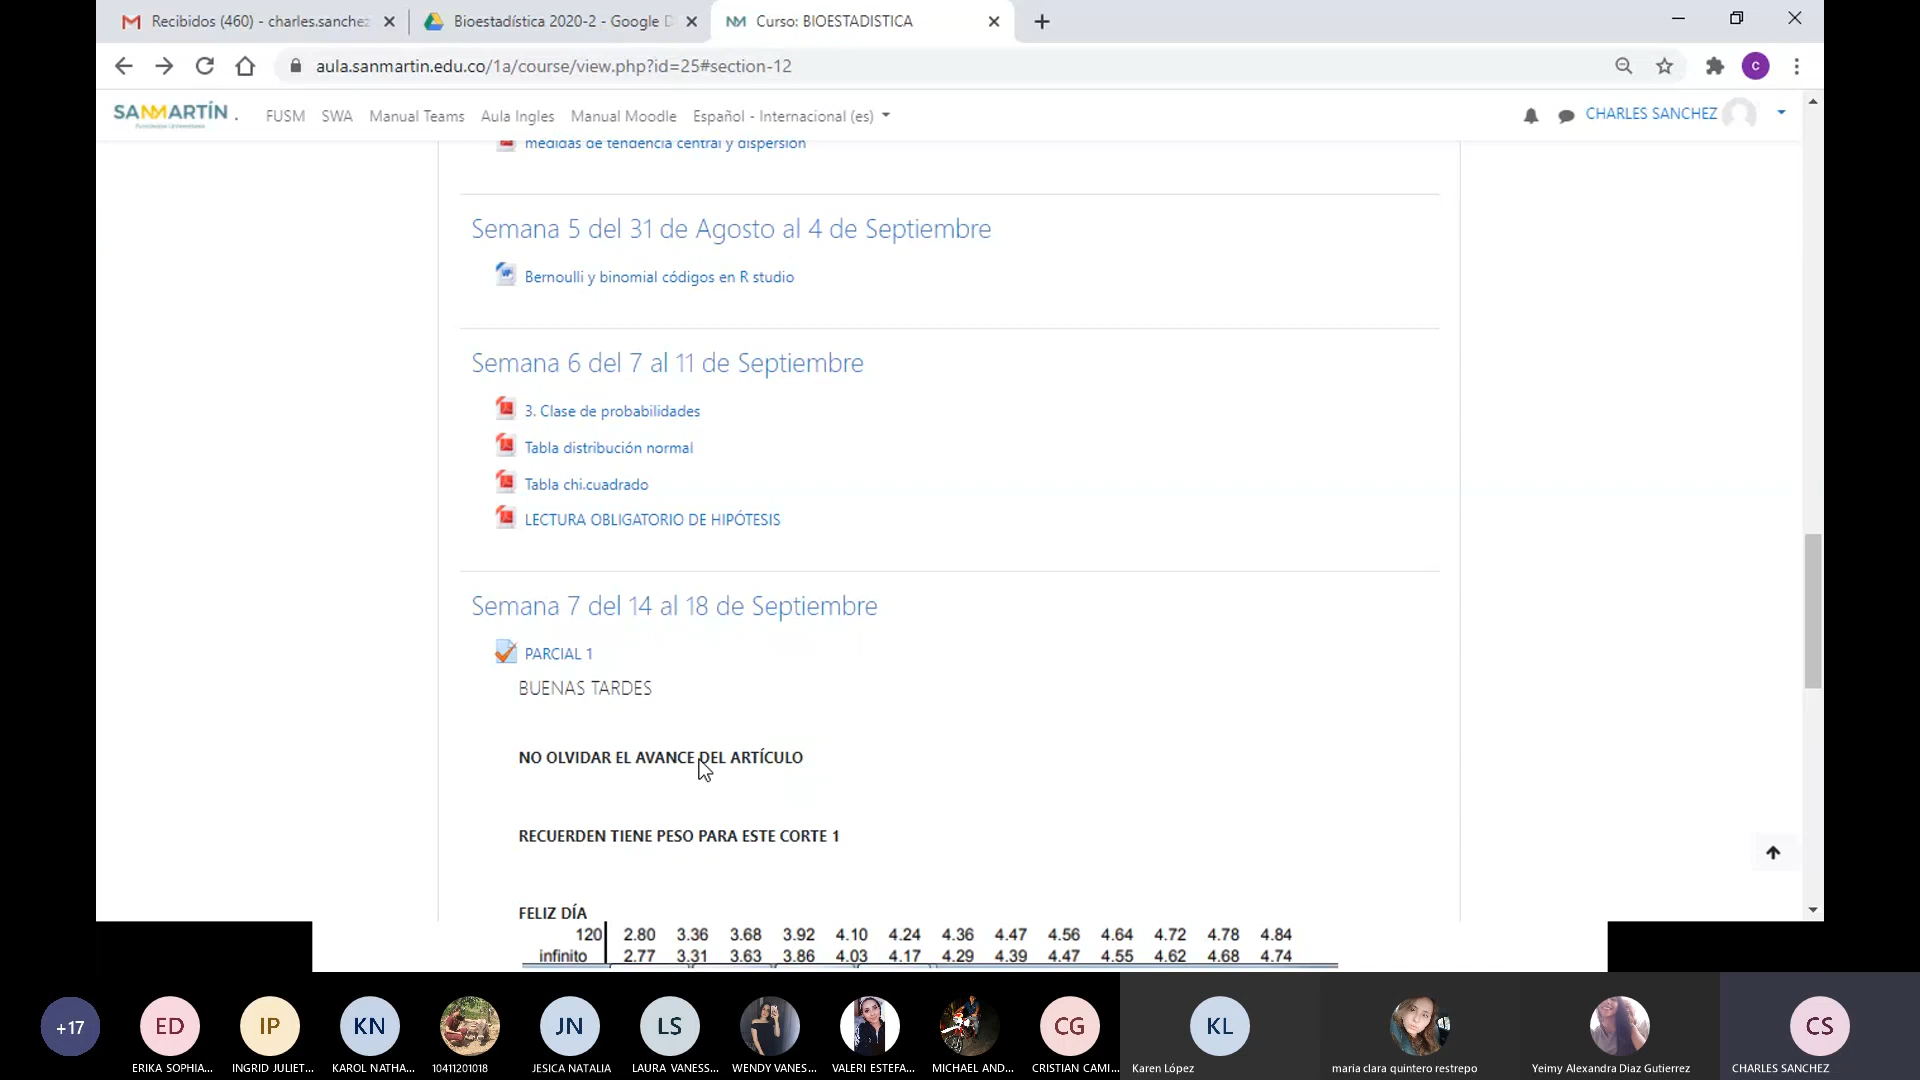 Recibidos (460) - charles.sanchez
Bioestadística 2020-2 - Google D
Curso: BIOESTADISTICA
aula.sanmartin.edu.co/1a/course/view.php?id=25#section-12
C
SANMARTÍN
FUSM
SWA
Manual Teams
Aula Ingles
Manual Moodle
Español - Internacional (es)
CHARLES SANCHEZ
medidas de tendencia central y dispersión
Semana 5 del 31 de Agosto al 4 de Septiembre
Bernoulli y binomial códigos en R studio
Semana 6 del 7 al 11 de Septiembre
3. Clase de probabilidades
Tabla distribución normal
Tabla chi.cuadrado
LECTURA OBLIGATORIO DE HIPÓTESIS
Semana 7 del 14 al 18 de Septiembre
PARCIAL 1
BUENAS TARDES
NO OLVIDAR EL AVANCE DEL ARTÍCULO
RECUERDEN TIENE PESO PARA ESTE CORTE 1
FELIZ DÍA
120 2.80 3.36 3.68 3.92 4.10 4.24 4.36 4.47 4.56 4.64 4.72 4.78 4.84
infinito 2.77 3.31 3.63 3.86 4.03 4.17 4.29 4.39 4.47 4.55 4.62 4.68 4.74
+17
ED
IP
KN
JN
LS
CG
KL
CS
ERIKA SOPHIA...
INGRID JULIET...
KAROL NATHA...
10411201018
JESICA NATALIA
LAURA VANESS...
WENDY VANES...
VALERI ESTEFA...
MICHAEL AND...
CRISTIAN CAMI...
Karen López
maria clara quintero restrepo
Yeimy Alexandra Diaz Gutierrez
CHARLES SANCHEZ